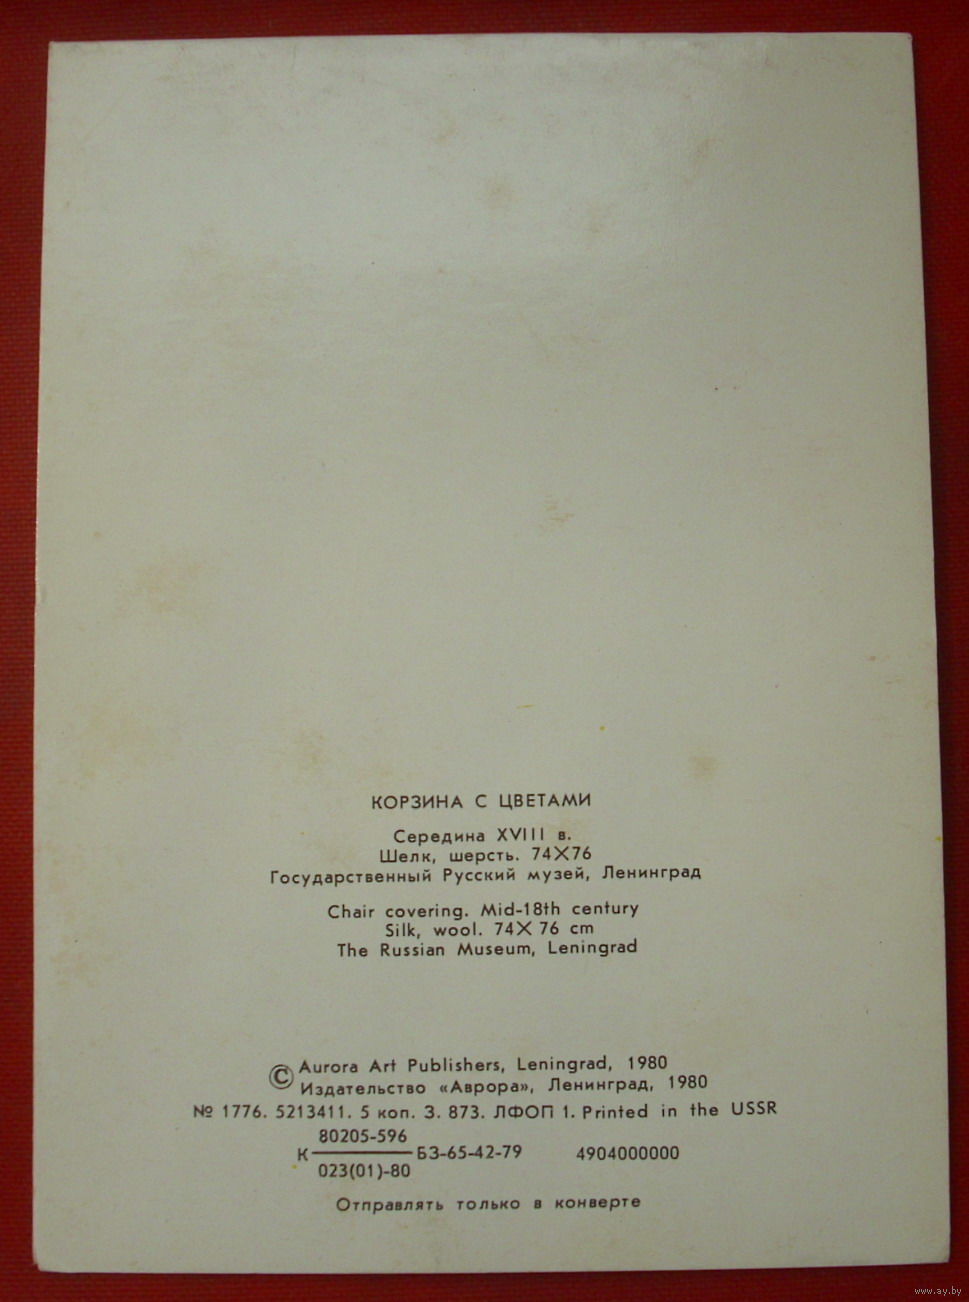 КОРЗИНА С ЦВЕТАМИ
Середина XVIII в.
Шелк, шерсть. 74X76
Государственный Русский музей, Ленинград
Chair covering. Mid-18th century
Silk, wool. 74X 76 cm
The Russian Museum, Leningrad
© Aurora Art Publishers, Leningrad, 1980
Издательство «Аврора», Ленинград, 1980
№ 1776. 5213411. 5 коп. З. 873. ЛФОП 1. Printed in the USSR
80205-596
К БЗ-65-42-79 4904000000
023(01)-80
Отправлять только в конверте
www.ay.by